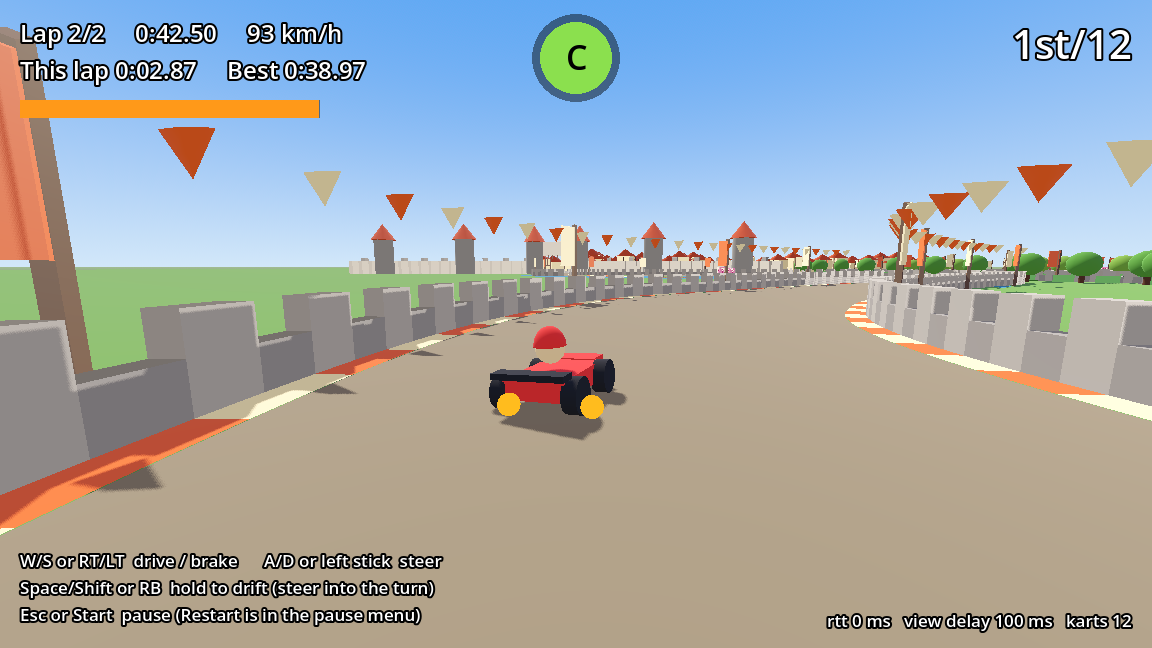 Lap 2/2 0:42.50 93 km/h
This lap 0:02.87 Best 0:38.97
C
1st/12
W/S or RT/LT drive / brake A/D or left stick steer
Space/Shift or RB hold to drift (steer into the turn)
Esc or Start pause (Restart is in the pause menu)
rtt 0 ms view delay 100 ms karts 12